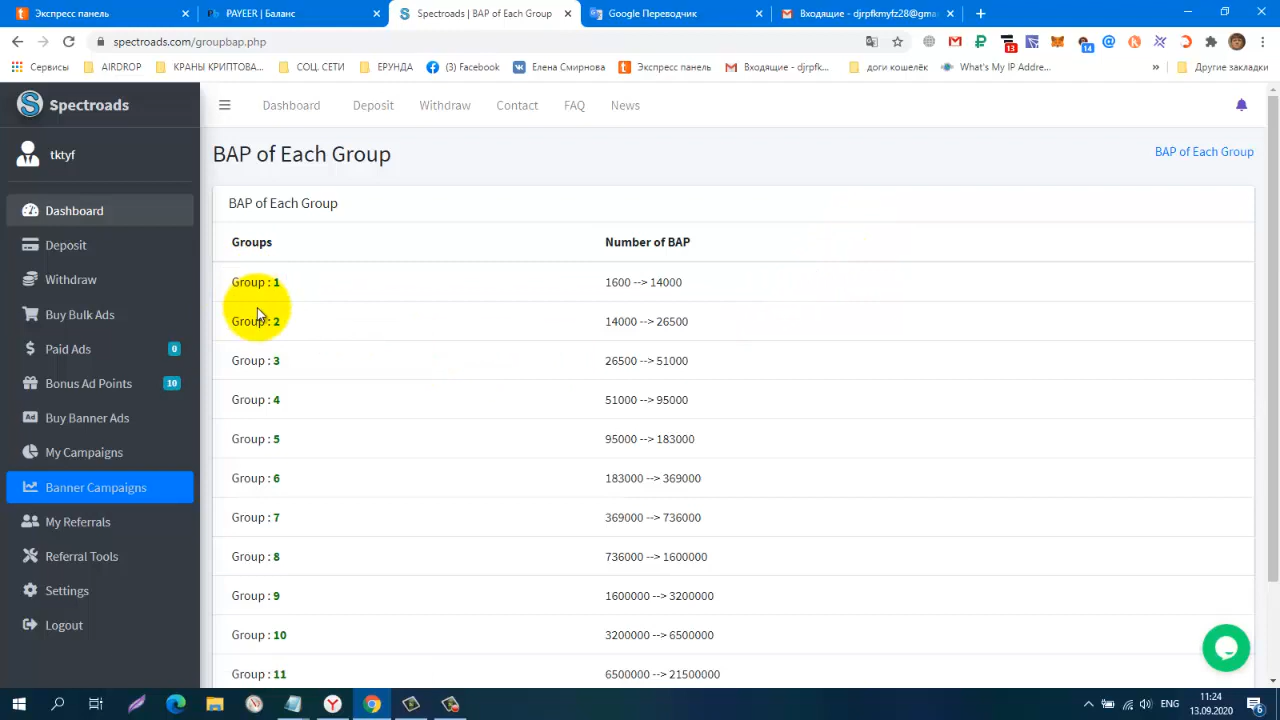 Экспресс панель
PAYEER | Баланс
Spectroads | BAP of Each Group
Google Переводчик
Входящие - djrpfkmyfz28@gmai
spectroads.com/groupbap.php
13
14
Сервисы
AIRDROP
КРАНЫ КРИПТОВА...
СОЦ. СЕТИ
ЕРУНДА
(3) Facebook
Елена Смирнова
Экспресс панель
Входящие - djrpfk...
доги кошелёк
What's My IP Addre...
»
Другие закладки
Spectroads
Dashboard
Deposit
Withdraw
Contact
FAQ
News
tktyf
BAP of Each Group
BAP of Each Group
Dashboard
Deposit
Withdraw
Buy Bulk Ads
Paid Ads 0
Bonus Ad Points 10
Ad Buy Banner Ads
My Campaigns
Banner Campaigns
My Referrals
Referral Tools
Settings
Logout
BAP of Each Group
Groups Number of BAP
Group : 1 1600 --> 14000
Group : 2 14000 --> 26500
Group : 3 26500 --> 51000
Group : 4 51000 --> 95000
Group : 5 95000 --> 183000
Group : 6 183000 --> 369000
Group : 7 369000 --> 736000
Group : 8 736000 --> 1600000
Group : 9 1600000 --> 3200000
Group : 10 3200000 --> 6500000
Group : 11 6500000 --> 21500000
ENG
11:24
13.09.2020
6